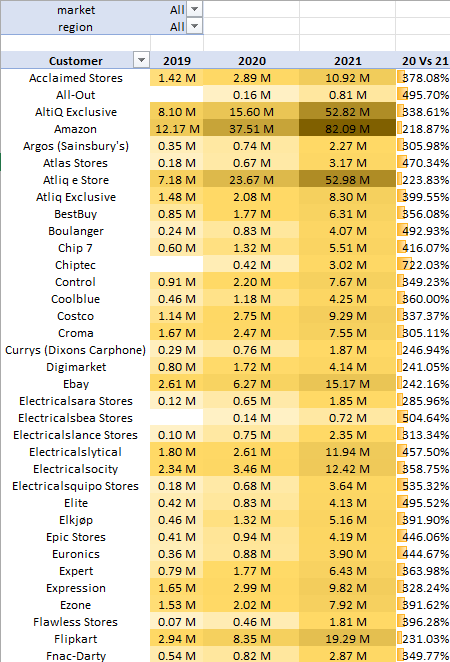 market All
region All
Customer 2019 2020 2021 20 Vs 21
Acclaimed Stores 1.42 M 2.89 M 10.92 M 378.08%
All-Out 0.16 M 0.81 M 495.70%
AltiQ Exclusive 8.10 M 15.60 M 52.82 M 338.61%
Amazon 12.17 M 37.51 M 82.09 M 218.87%
Argos (Sainsbury's) 0.35 M 0.74 M 2.27 M 305.98%
Atlas Stores 0.18 M 0.67 M 3.17 M 470.34%
Atliq e Store 7.18 M 23.67 M 52.98 M 223.83%
Atliq Exclusive 1.48 M 2.08 M 8.30 M 399.55%
BestBuy 0.85 M 1.77 M 6.31 M 356.08%
Boulanger 0.24 M 0.83 M 4.07 M 492.93%
Chip 7 0.60 M 1.32 M 5.51 M 416.07%
Chiptec 0.42 M 3.02 M 722.03%
Control 0.91 M 2.20 M 7.67 M 349.23%
Coolblue 0.46 M 1.18 M 4.25 M 360.00%
Costco 1.14 M 2.75 M 9.29 M 337.37%
Croma 1.67 M 2.47 M 7.55 M 305.11%
Currys (Dixons Carphone) 0.29 M 0.76 M 1.87 M 246.94%
Digimarket 0.80 M 1.72 M 4.14 M 241.05%
Ebay 2.61 M 6.27 M 15.17 M 242.16%
Electricalsara Stores 0.12 M 0.65 M 1.85 M 285.96%
Electricalsbea Stores 0.14 M 0.72 M 504.64%
Electricalslance Stores 0.10 M 0.75 M 2.35 M 313.34%
Electricalslytical 1.80 M 2.61 M 11.94 M 457.50%
Electricalsocity 2.34 M 3.46 M 12.42 M 358.75%
Electricalsquipo Stores 0.18 M 0.68 M 3.64 M 535.32%
Elite 0.42 M 0.83 M 4.13 M 495.52%
Elkjøp 0.46 M 1.32 M 5.16 M 391.90%
Epic Stores 0.41 M 0.94 M 4.19 M 446.06%
Euronics 0.36 M 0.88 M 3.90 M 444.67%
Expert 0.79 M 1.77 M 6.43 M 363.98%
Expression 1.65 M 2.99 M 9.82 M 328.24%
Ezone 1.53 M 2.02 M 7.92 M 391.62%
Flawless Stores 0.07 M 0.46 M 1.81 M 396.28%
Flipkart 2.94 M 8.35 M 19.29 M 231.03%
Fnac-Darty 0.54 M 0.82 M 2.87 M 349.77%